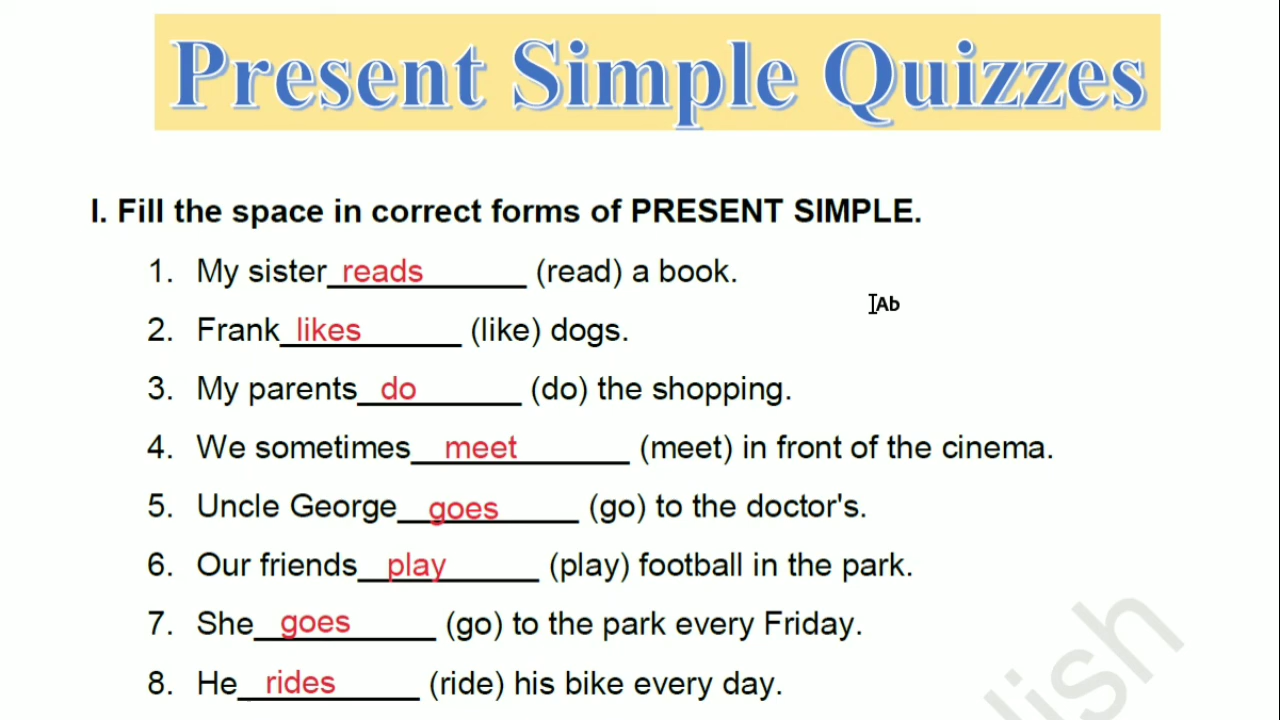 Present Simple Quizzes
I. Fill the space in correct forms of PRESENT SIMPLE.
1. My sister reads (read) a book.
Ab
2. Frank likes (like) dogs.
3. My parents do (do) the shopping.
4. We sometimes meet (meet) in front of the cinema.
5. Uncle George goes (go) to the doctor's.
6. Our friends play (play) football in the park.
7. She goes (go) to the park every Friday.
8. He rides (ride) his bike every day.
lish